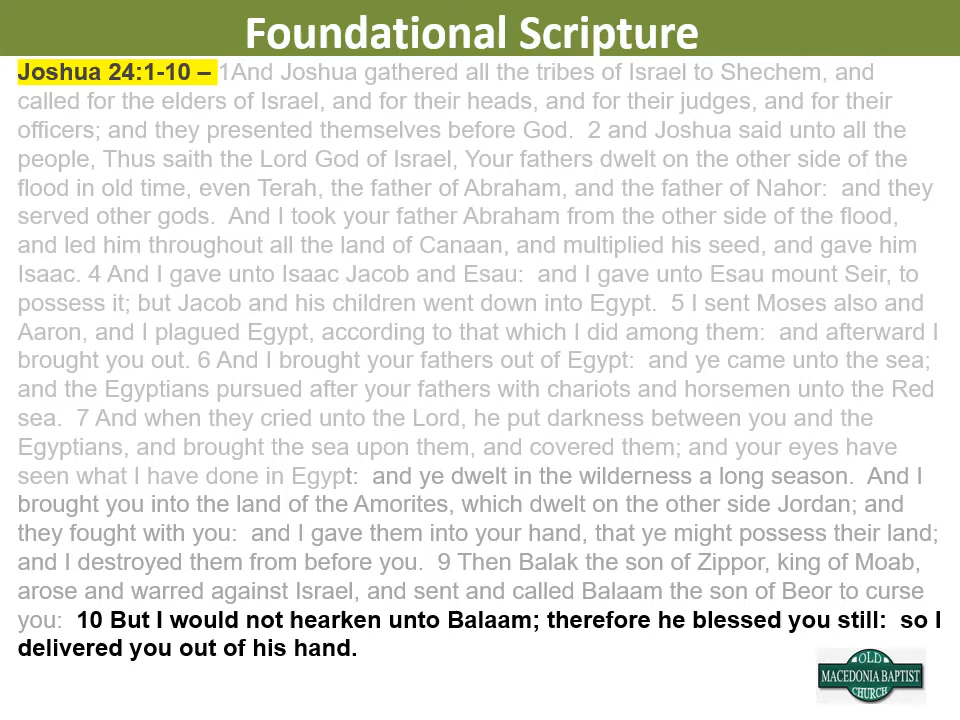 Foundational Scripture
Joshua 24:1-10 – 1And Joshua gathered all the tribes of Israel to Shechem, and
called for the elders of Israel, and for their heads, and for their judges, and for their
officers; and they presented themselves before God.  2 and Joshua said unto all the
people, Thus saith the Lord God of Israel, Your fathers dwelt on the other side of the
flood in old time, even Terah, the father of Abraham, and the father of Nahor:  and they
served other gods.  And I took your father Abraham from the other side of the flood,
and led him throughout all the land of Canaan, and multiplied his seed, and gave him
Isaac. 4 And I gave unto Isaac Jacob and Esau:  and I gave unto Esau mount Seir, to
possess it; but Jacob and his children went down into Egypt.  5 I sent Moses also and
Aaron, and I plagued Egypt, according to that which I did among them:  and afterward I
brought you out. 6 And I brought your fathers out of Egypt:  and ye came unto the sea;
and the Egyptians pursued after your fathers with chariots and horsemen unto the Red
sea.  7 And when they cried unto the Lord, he put darkness between you and the
Egyptians, and brought the sea upon them, and covered them; and your eyes have
seen what I have done in Egypt:  and ye dwelt in the wilderness a long season.  And I
brought you into the land of the Amorites, which dwelt on the other side Jordan; and
they fought with you:  and I gave them into your hand, that ye might possess their land;
and I destroyed them from before you.  9 Then Balak the son of Zippor, king of Moab,
arose and warred against Israel, and sent and called Balaam the son of Beor to curse
you:  10 But I would not hearken unto Balaam; therefore he blessed you still:  so I
delivered you out of his hand.
OLD
MACEDONIA BAPTIST
CHURCH